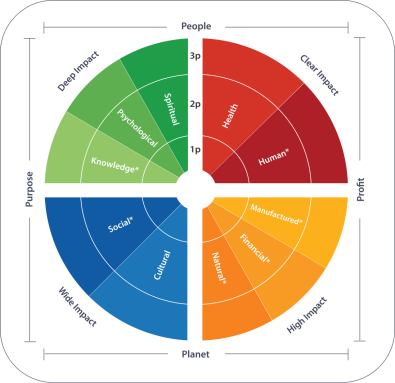 People
Deep Impact
Clear Impact
3p
2p
1p
Spiritual
Psychological
Knowledge*
Health
Human*
Purpose
Profit
Social*
Cultural
Manufactured*
Financial*
Natural*
Wide Impact
High Impact
Planet